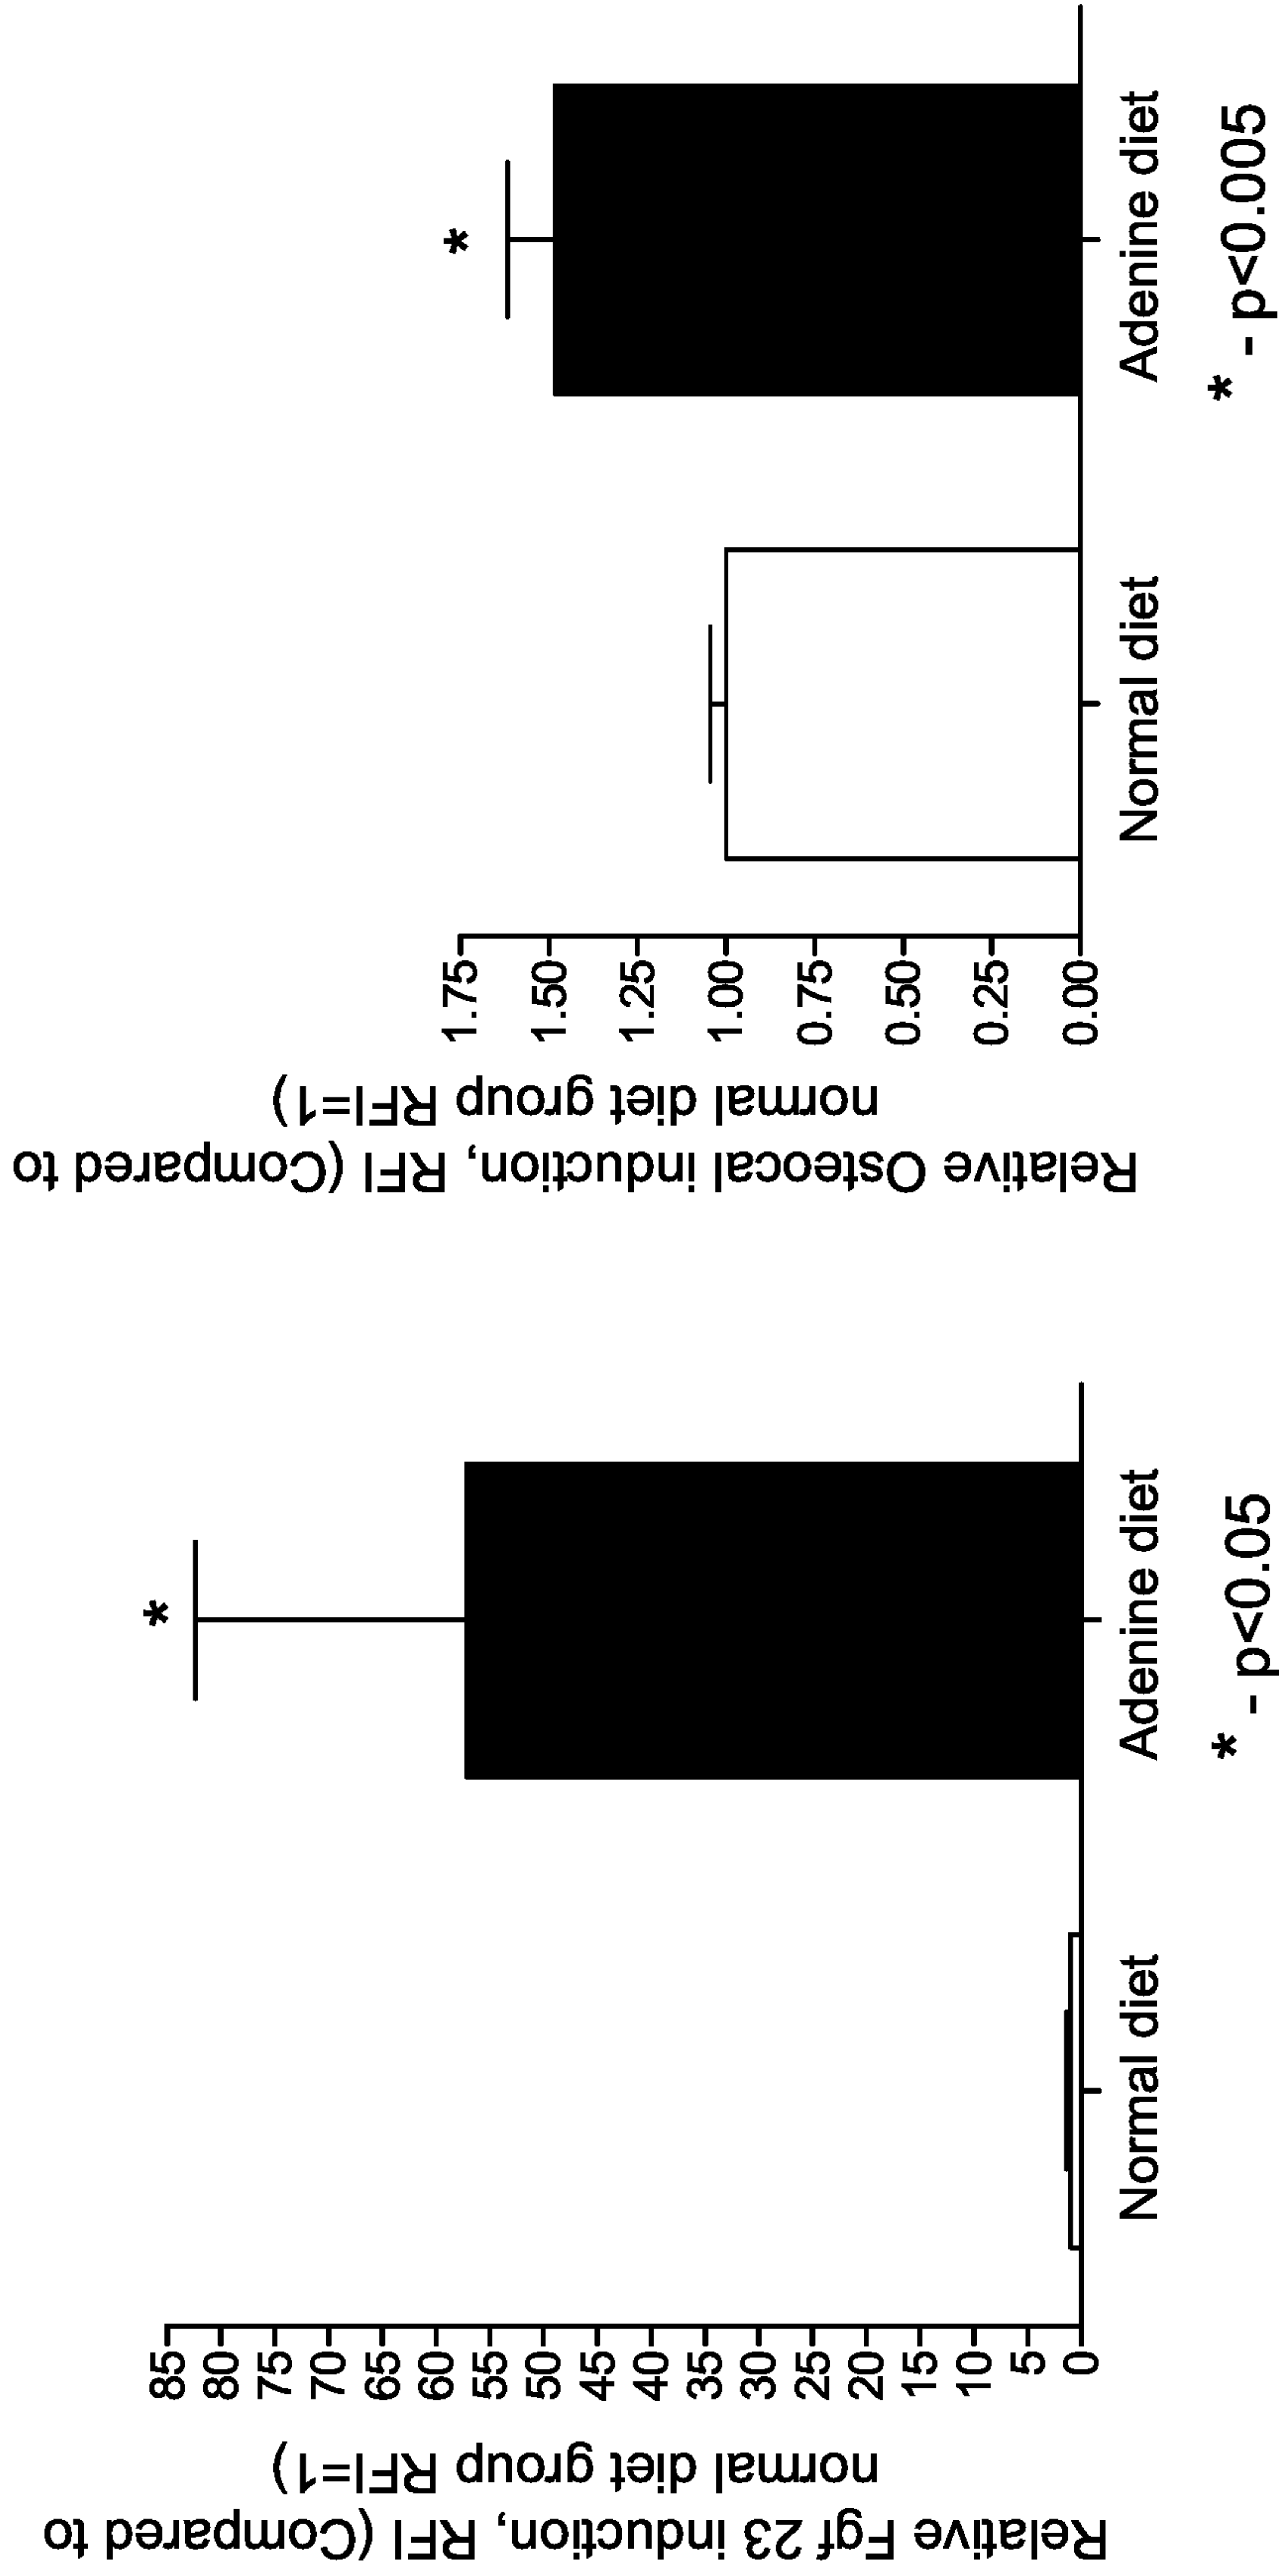 Relative Fgf 23 induction, RFI (Compared to
normal diet group RFI=1)
85
80
75
70
65
60
55
50
45
40
35
30
25
20
15
10
5
0
*
Normal diet
Adenine diet
* - p<0.05
Relative Osteocal induction, RFI (Compared to
normal diet group RFI=1)
1.75
1.50
1.25
1.00
0.75
0.50
0.25
0.00
*
Normal diet
Adenine diet
* - p<0.005